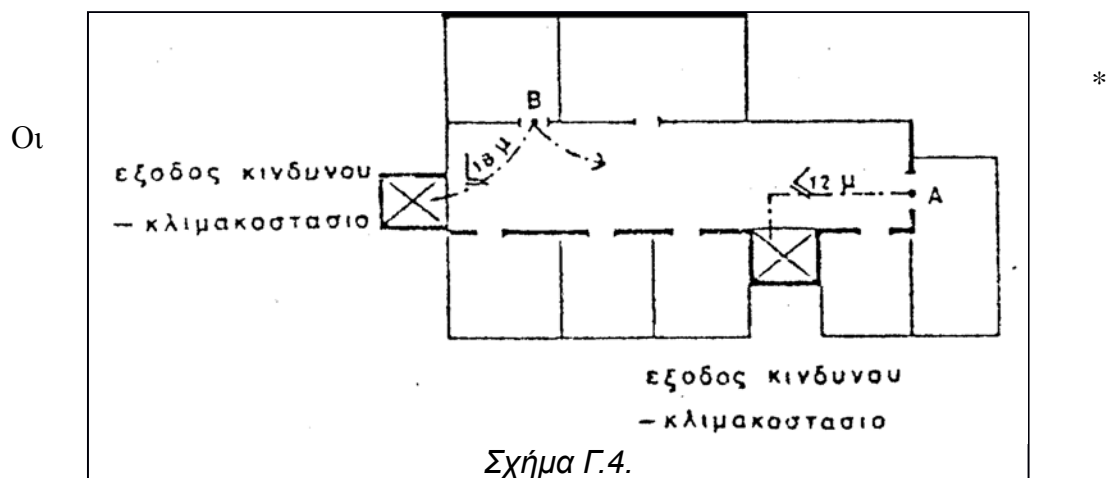 *
Οι
Β
≤18 μ
≤12 μ
Α
εξοδος κινδυνου
– κλιμακοστασιο
εξοδος κινδυνου
– κλιμακοστασιο
Σχήμα Γ.4.